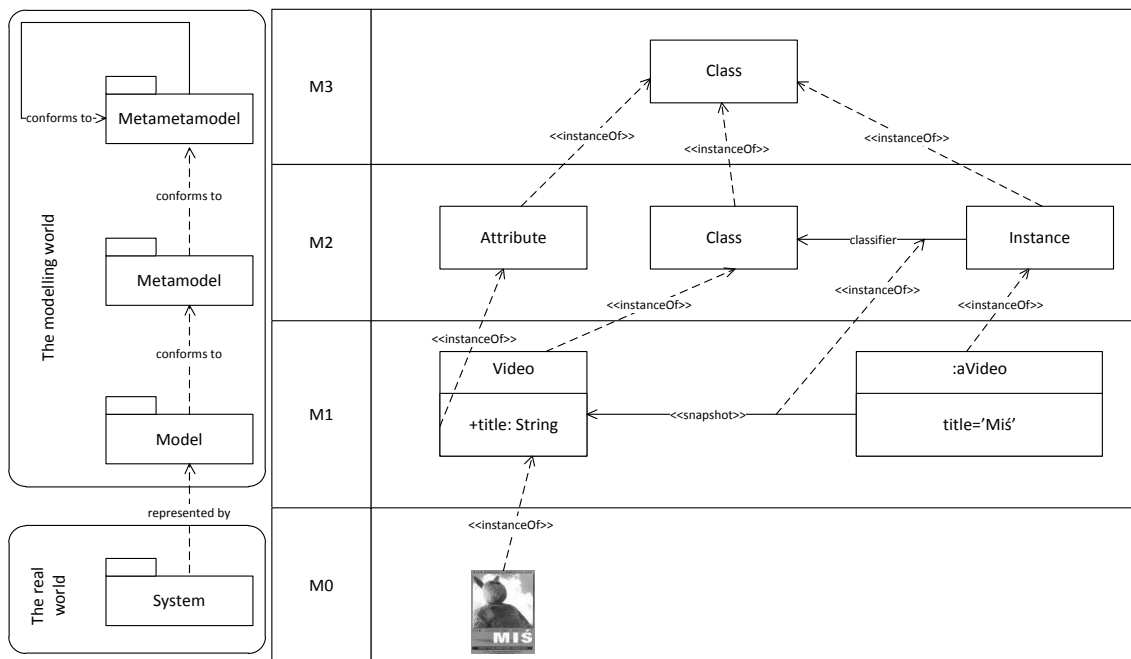 The modelling world
conforms to
Metametamodel
conforms to
Metamodel
conforms to
Model
represented by
The real
world
System
M3
Class
<<instanceOf>>
<<instanceOf>>
<<instanceOf>>
M2
Attribute
Class
classifier
Instance
<<instanceOf>>
<<instanceOf>>
<<instanceOf>>
<<instanceOf>>
M1
Video
+title: String
<<snapshot>>
:aVideo
title='Miś'
<<instanceOf>>
M0
MIŚ